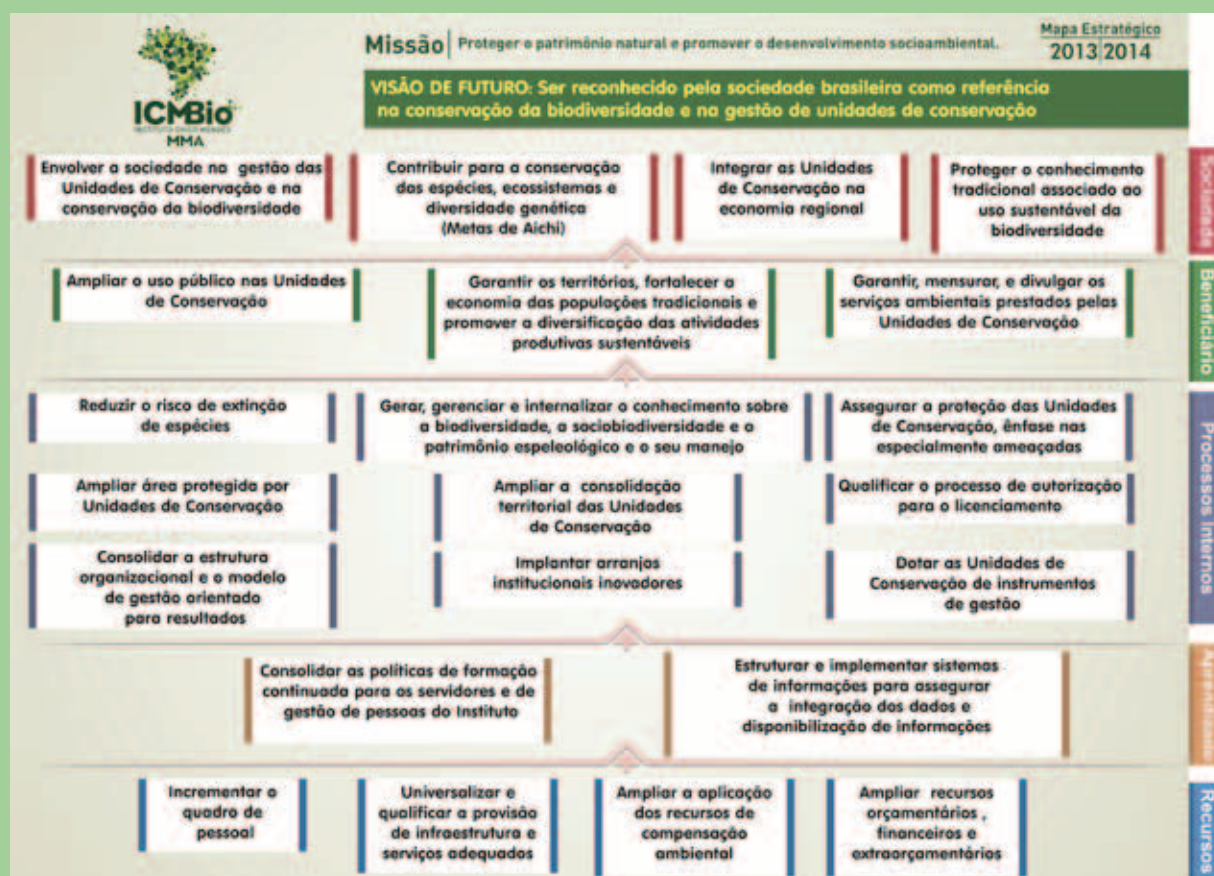 Missão | Proteger o patrimônio natural e promover o desenvolvimento socioambiental.
Mapa Estratégico
2013|2014
VISÃO DE FUTURO: Ser reconhecido pela sociedade brasileira como referência
na conservação da biodiversidade e na gestão de unidades de conservação
ICMBio
INSTITUTO CHICO MENDES
MMA
Sociedade
Envolver a sociedade na gestão das
Unidades de Conservação e na
conservação da biodiversidade
Contribuir para a conservação
das espécies, ecossistemas e
diversidade genética
(Metas de Aichi)
Integrar as Unidades
de Conservação na
economia regional
Proteger o conhecimento
tradicional associado ao
uso sustentável da
biodiversidade
Beneficiário
Ampliar o uso público nas Unidades
de Conservação
Garantir os territórios, fortalecer a
economia das populações tradicionais e
promover a diversificação das atividades
produtivas sustentáveis
Garantir, mensurar, e divulgar os
serviços ambientais prestados pelas
Unidades de Conservação
Processos Internos
Reduzir o risco de extinção
de espécies
Gerar, gerenciar e internalizar o conhecimento sobre
a biodiversidade, a sociobiodiversidade e o
patrimônio espeleológico e o seu manejo
Assegurar a proteção das Unidades
de Conservação, ênfase nas
especialmente ameaçadas
Ampliar área protegida por
Unidades de Conservação
Ampliar a consolidação
territorial das Unidades
de Conservação
Qualificar o processo de autorização
para o licenciamento
Consolidar a estrutura
organizacional e o modelo
de gestão orientado
para resultados
Implantar arranjos
institucionais inovadores
Dotar as Unidades de
Conservação de instrumentos
de gestão
Aprendizado
Consolidar as políticas de formação
continuada para os servidores e de
gestão de pessoas do Instituto
Estruturar e implementar sistemas
de informações para assegurar
a integração dos dados e
disponibilização de informações
Recursos
Incrementar o
quadro de
pessoal
Universalizar e
qualificar a provisão
de infraestrutura e
serviços adequados
Ampliar a aplicação
dos recursos de
compensação
ambiental
Ampliar recursos
orçamentários ,
financeiros e
extraorçamentários